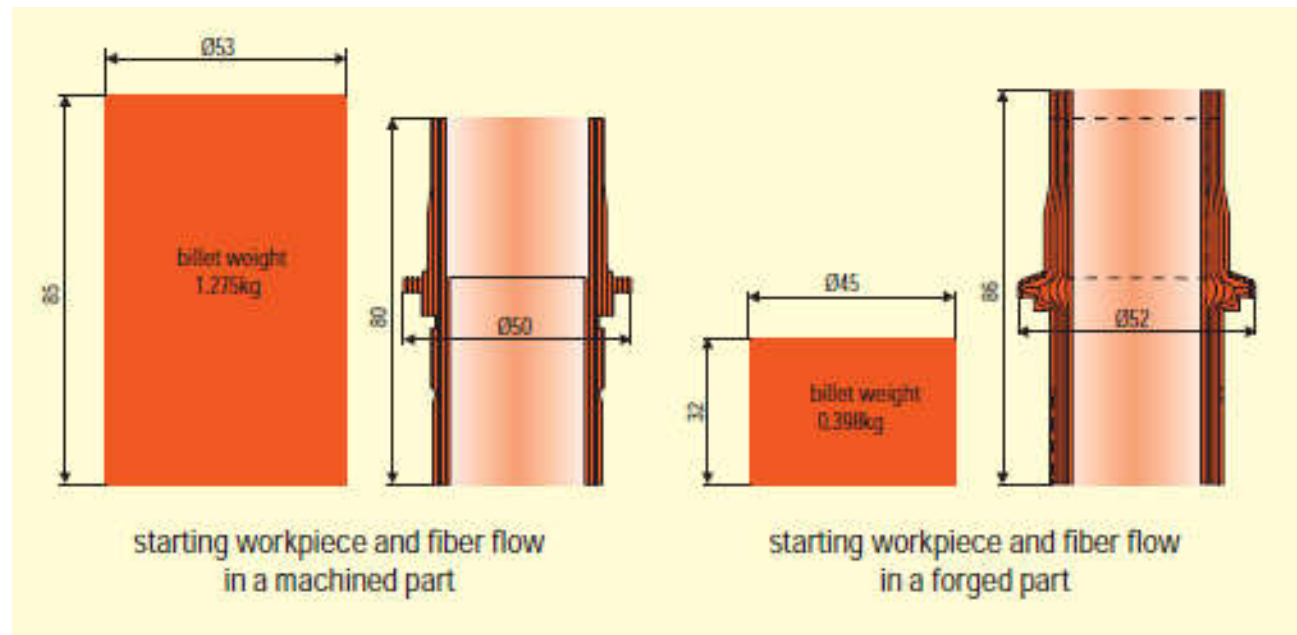 Ø53
85
billet weight
1.275kg
80
Ø50
starting workpiece and fiber flow
in a machined part
Ø45
32
billet weight
0.398kg
86
Ø52
starting workpiece and fiber flow
in a forged part